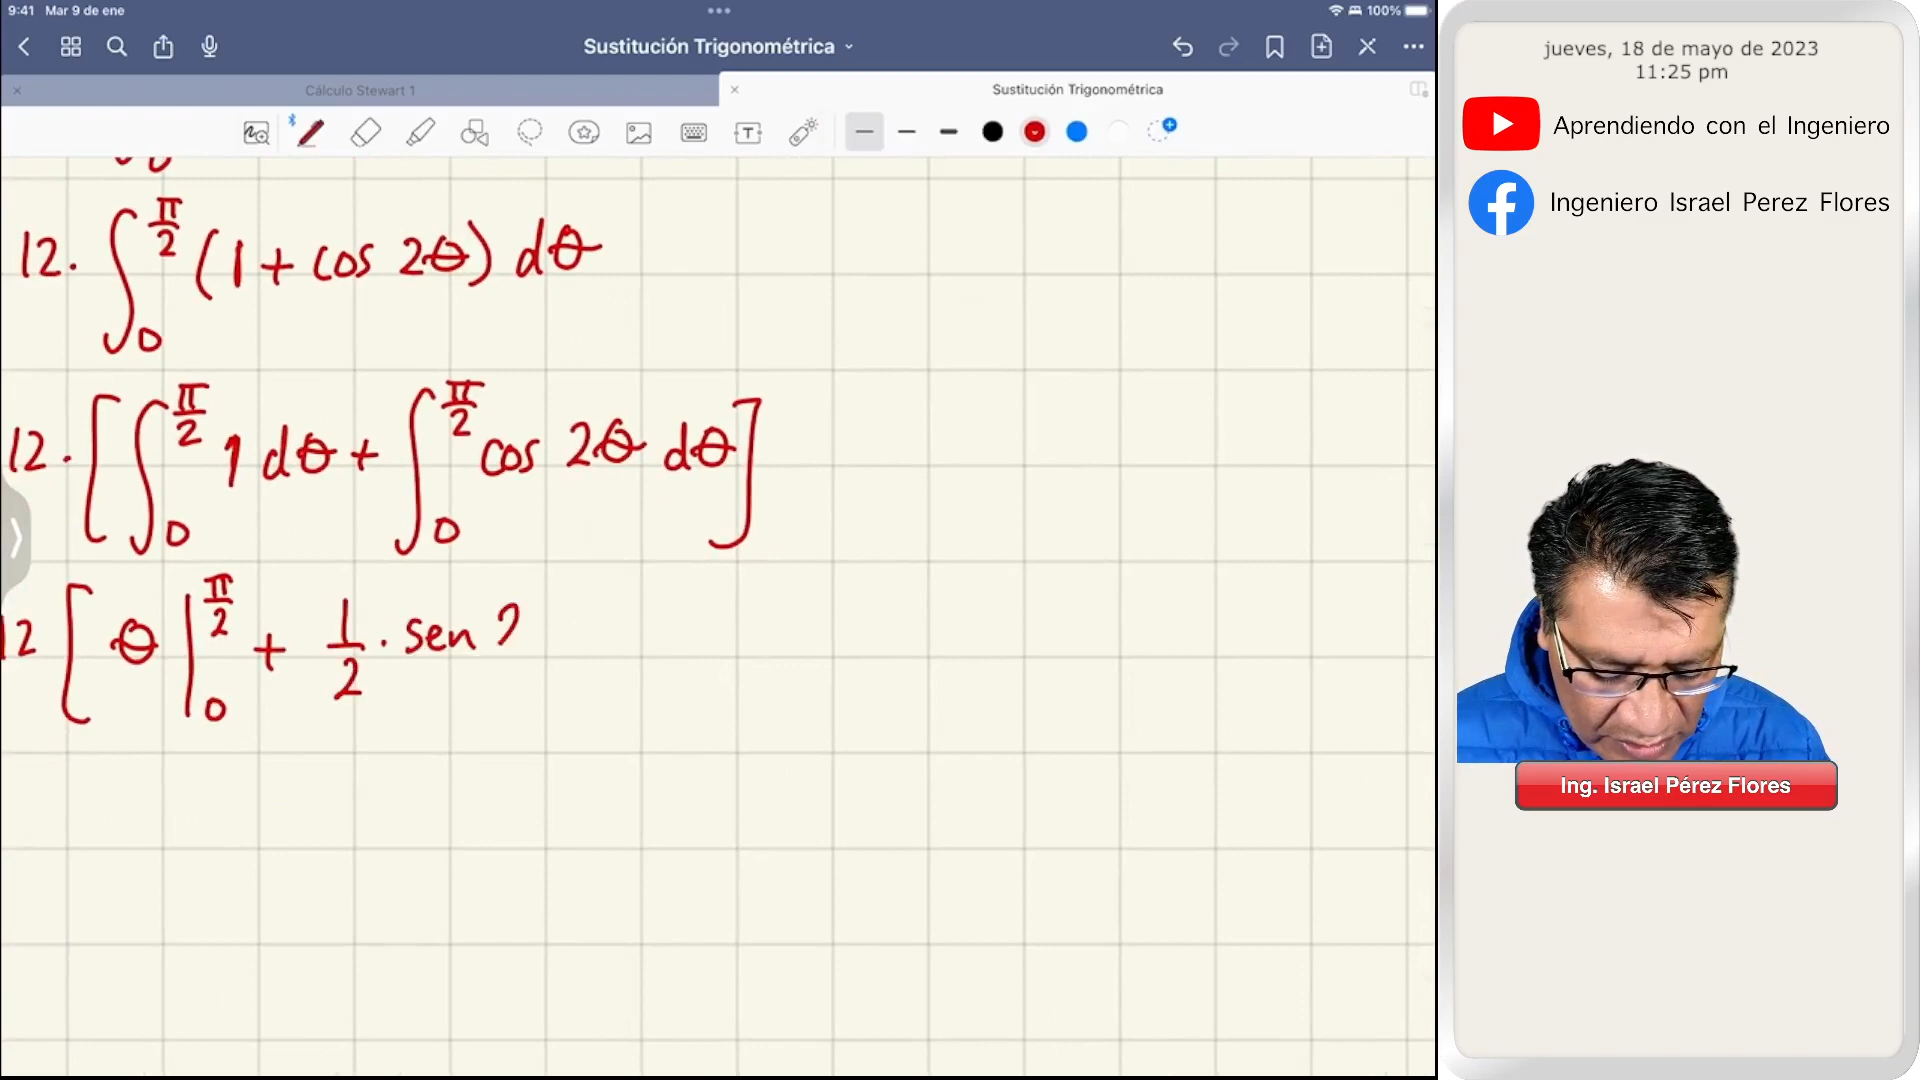 9:41 Mar 9 de ene
100%
Sustitución Trigonométrica
Cálculo Stewart 1
Sustitución Trigonométrica
12. ∫₀^{π/2} (1 + cos 2θ) dθ
12. [∫₀^{π/2} 1 dθ + ∫₀^{π/2} cos 2θ dθ]
12 [ θ |₀^{π/2} + 1/2 · sen 2
jueves, 18 de mayo de 2023
11:25 pm
Aprendiendo con el Ingeniero
Ingeniero Israel Perez Flores
Ing. Israel Pérez Flores